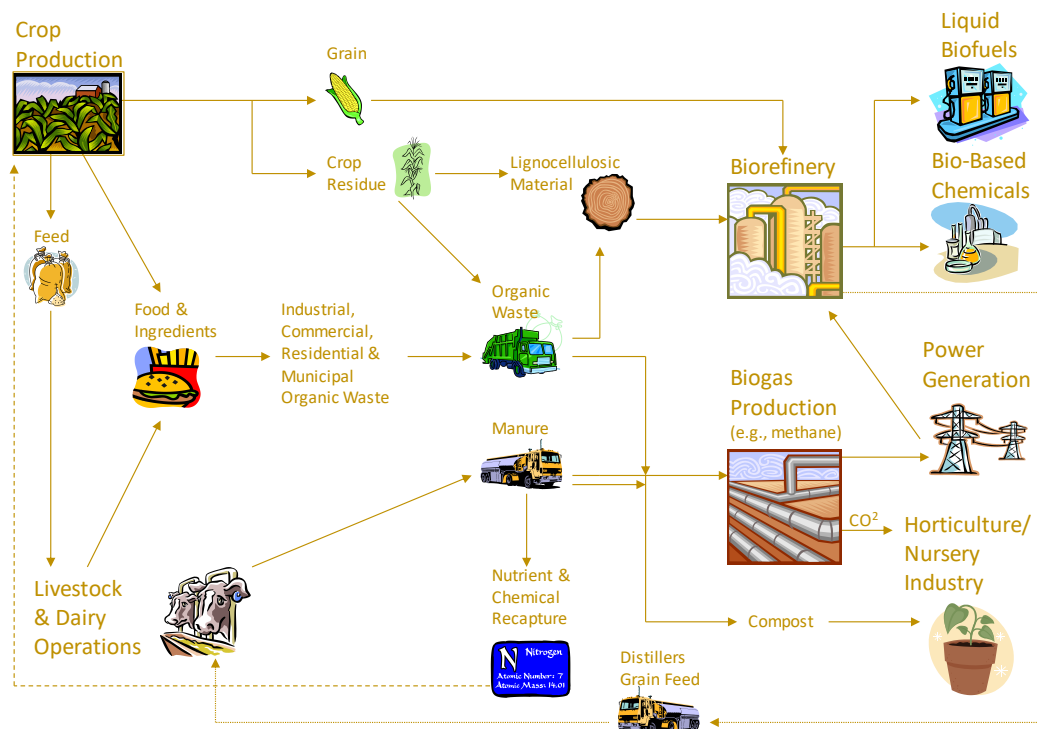 Crop
Production
Grain
Liquid
Biofuels
Crop
Residue
Lignocellulosic
Material
Biorefinery
Bio-Based
Chemicals
Feed
Food &
Ingredients
Industrial,
Commercial,
Residential &
Municipal
Organic Waste
Organic
Waste
Biogas
Production
(e.g., methane)
Power
Generation
Manure
CO²
Horticulture/
Nursery
Industry
Livestock
& Dairy
Operations
Nutrient &
Chemical
Recapture
Compost
N Nitrogen
Atomic Number: 7
Atomic Mass: 14.01
Distillers
Grain Feed